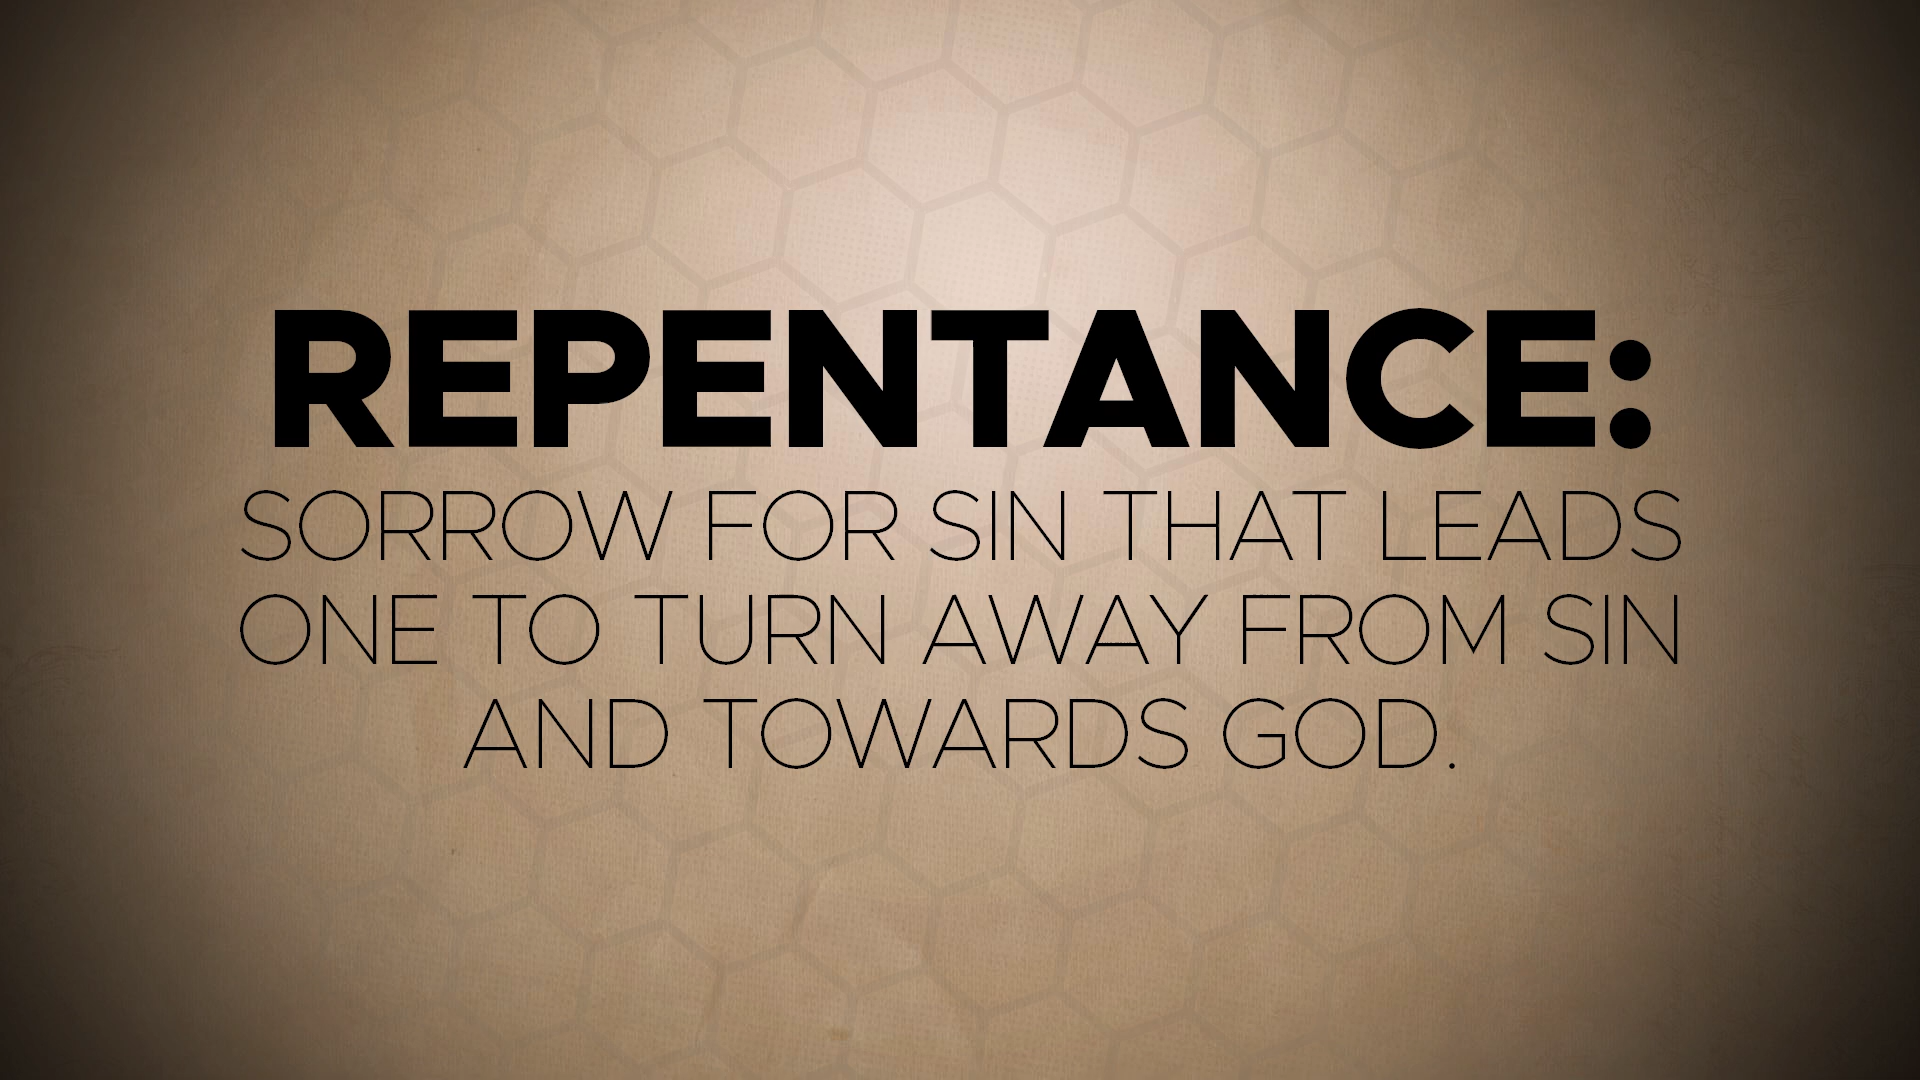 REPENTANCE:
SORROW FOR SIN THAT LEADS
ONE TO TURN AWAY FROM SIN
AND TOWARDS GOD.